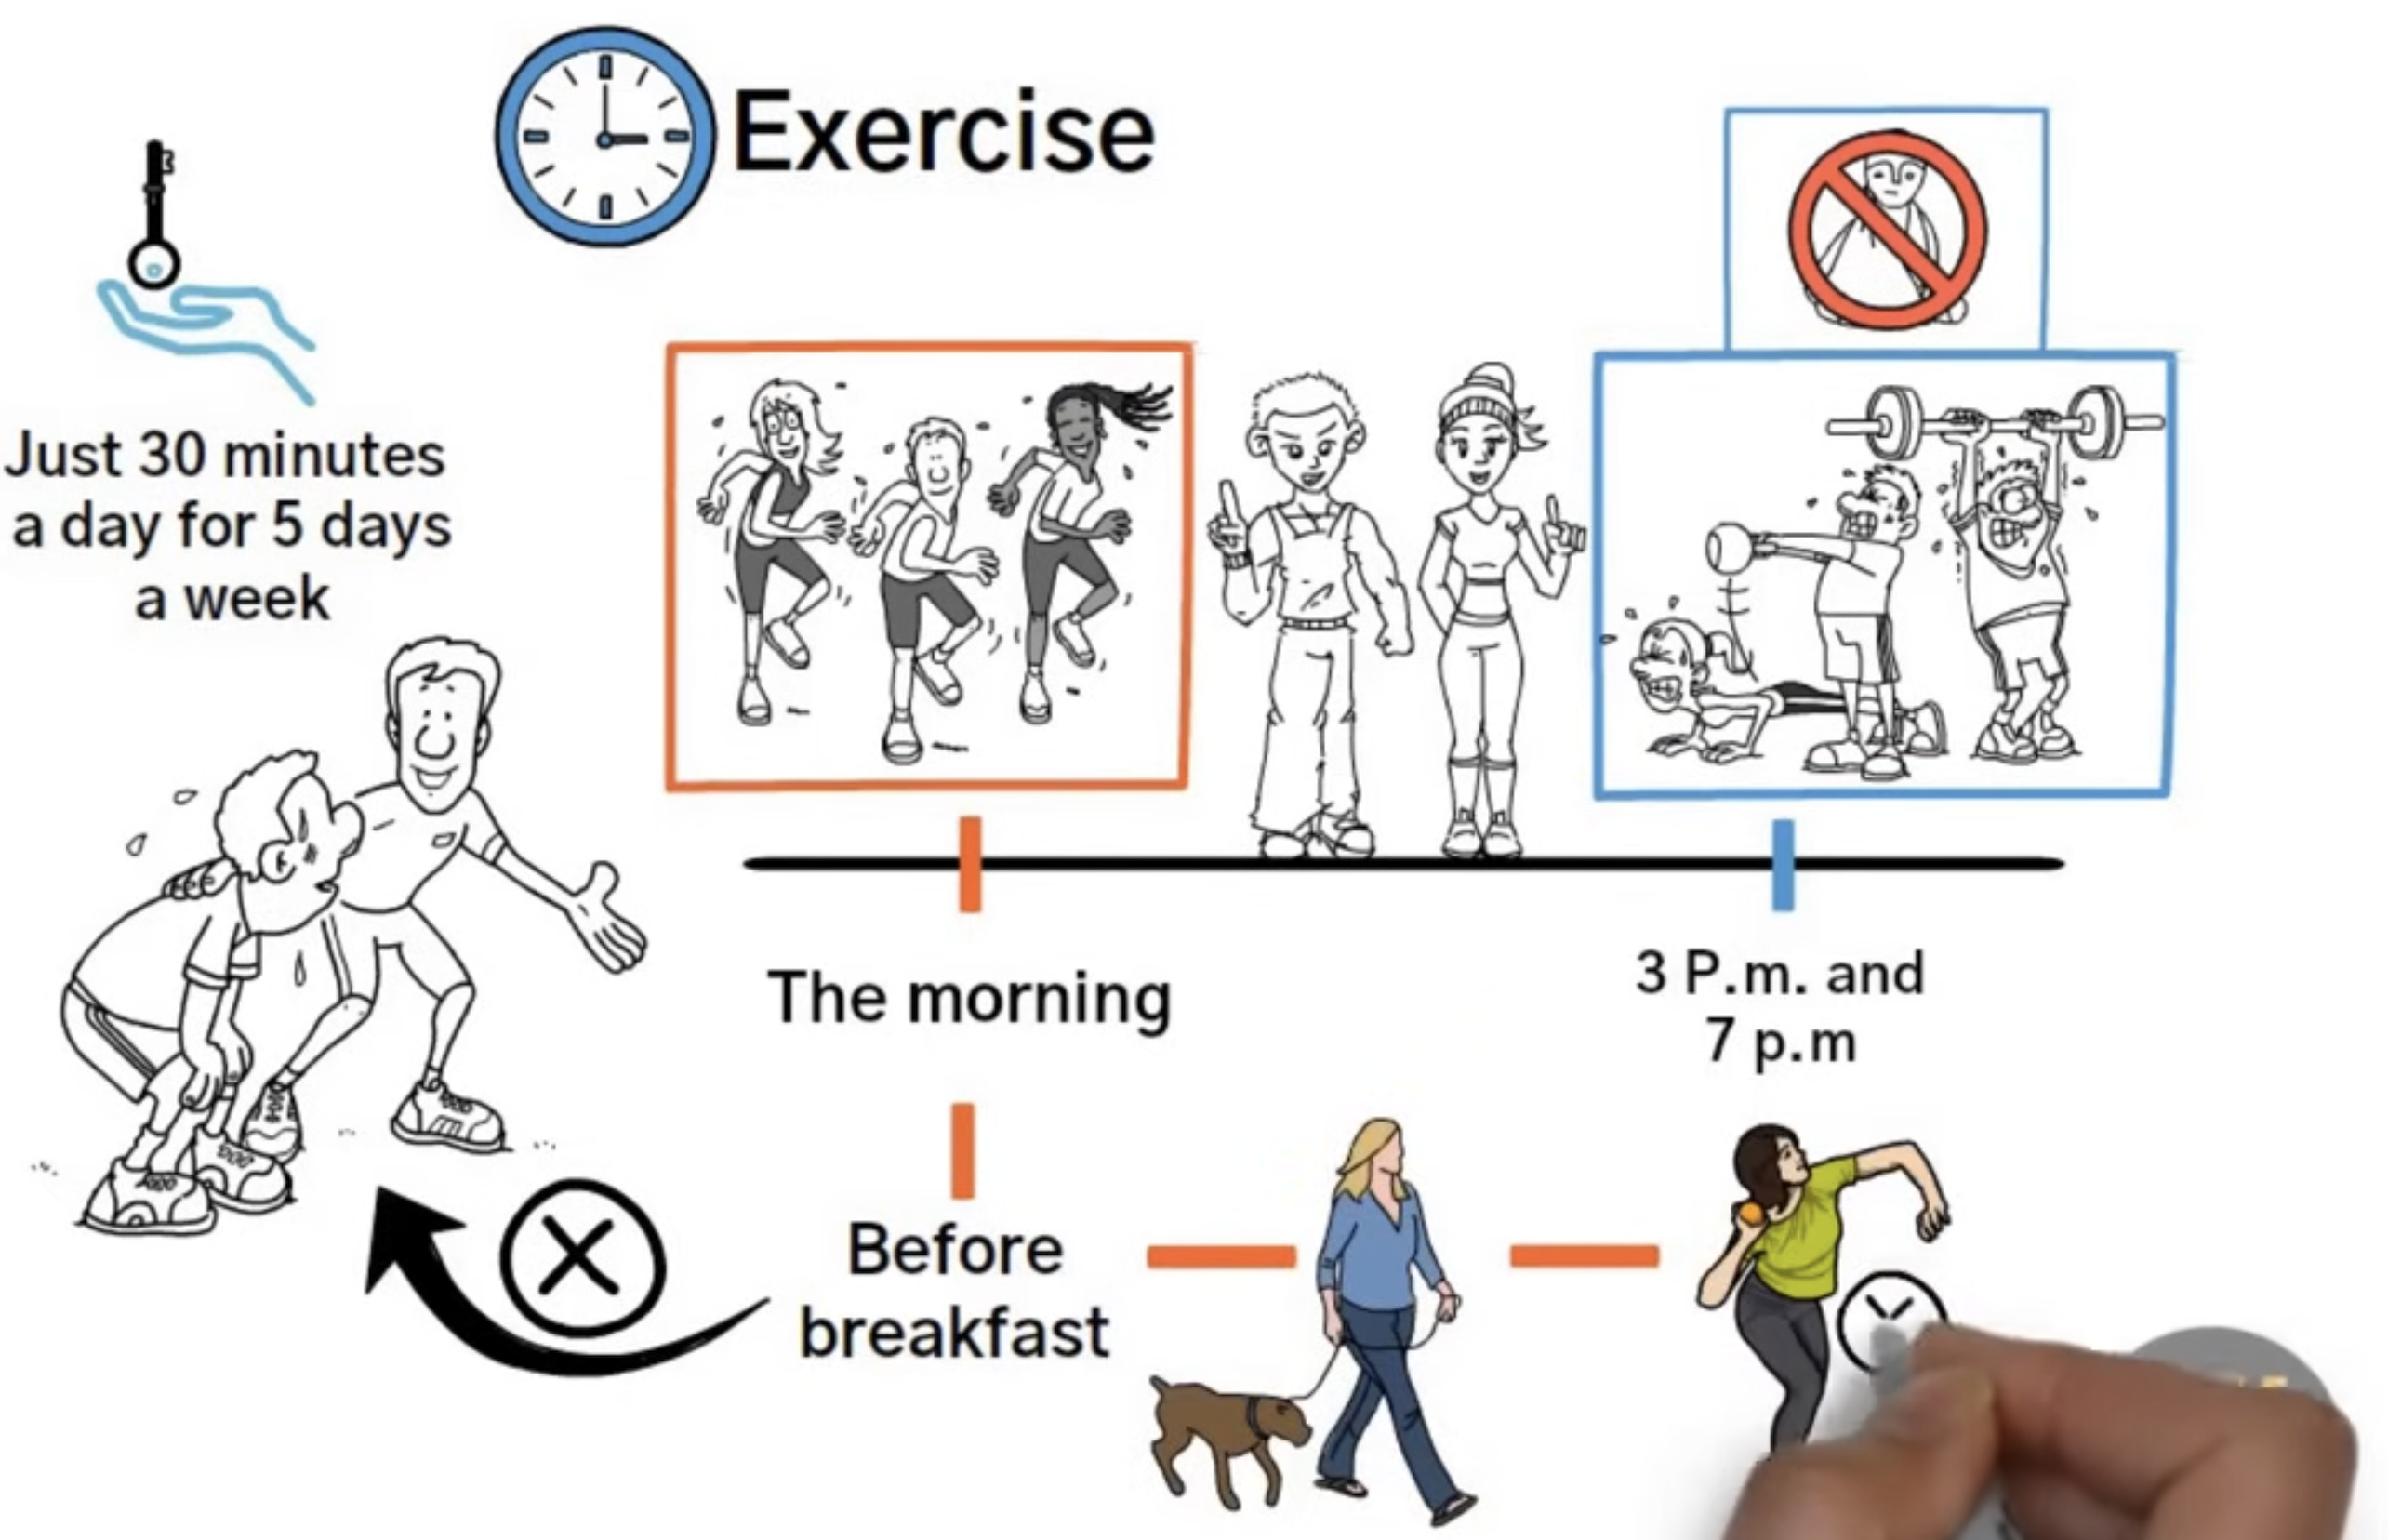 Exercise
Just 30 minutes
a day for 5 days
a week
The morning
3 P.m. and
7 p.m
Before
breakfast